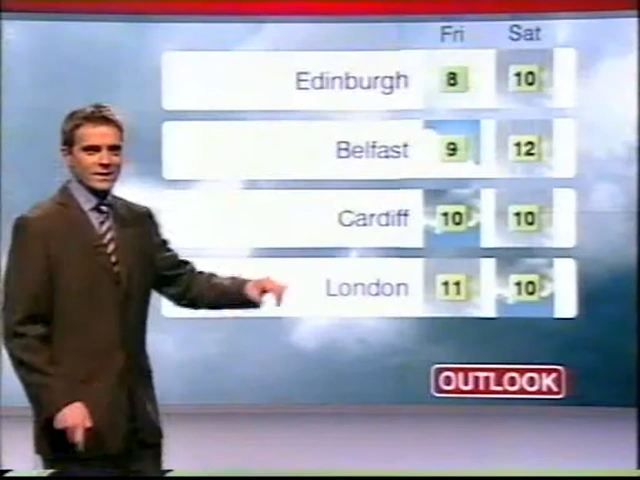 Fri Sat
Edinburgh 8 10
Belfast 9 12
Cardiff 10 10
London 11 10
OUTLOOK